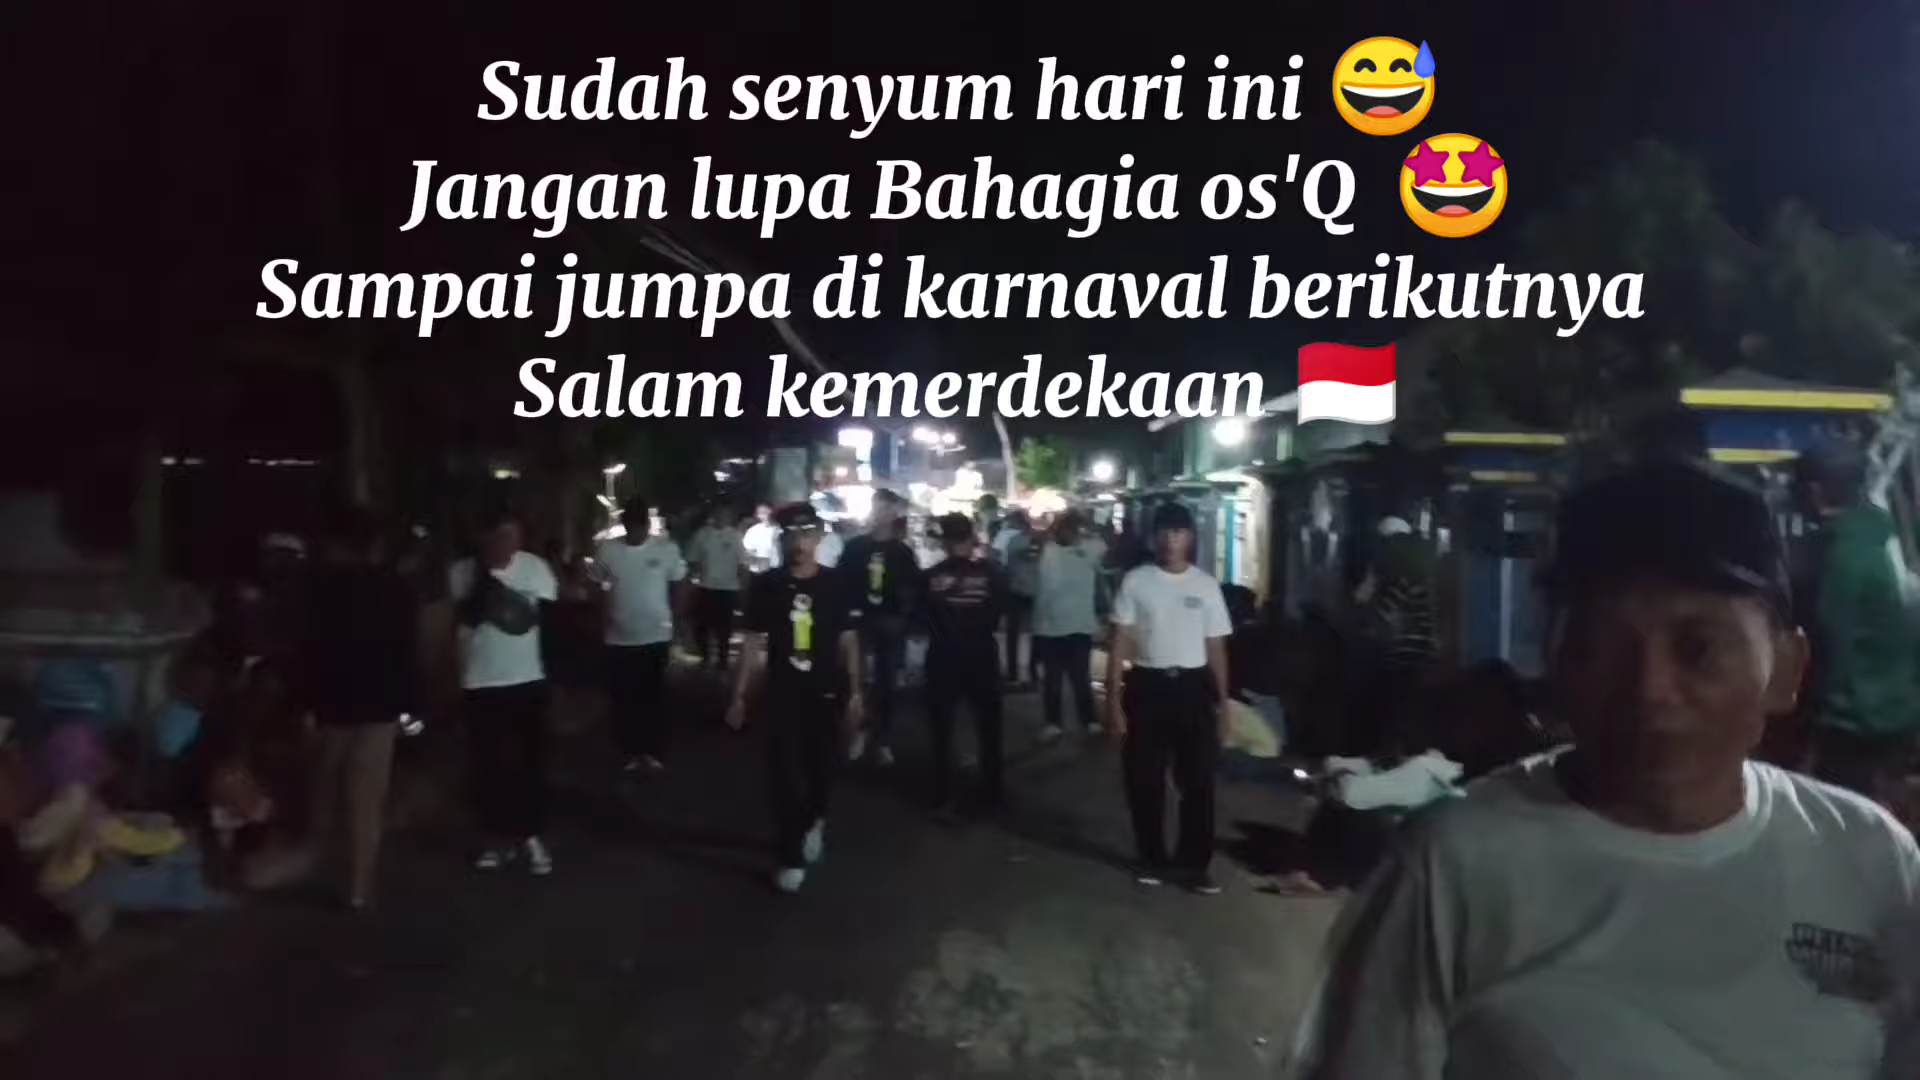 Sudah senyum hari ini 😅
Jangan lupa Bahagia os'Q 🤩
Sampai jumpa di karnaval berikutnya
Salam kemerdekaan 🇮🇩